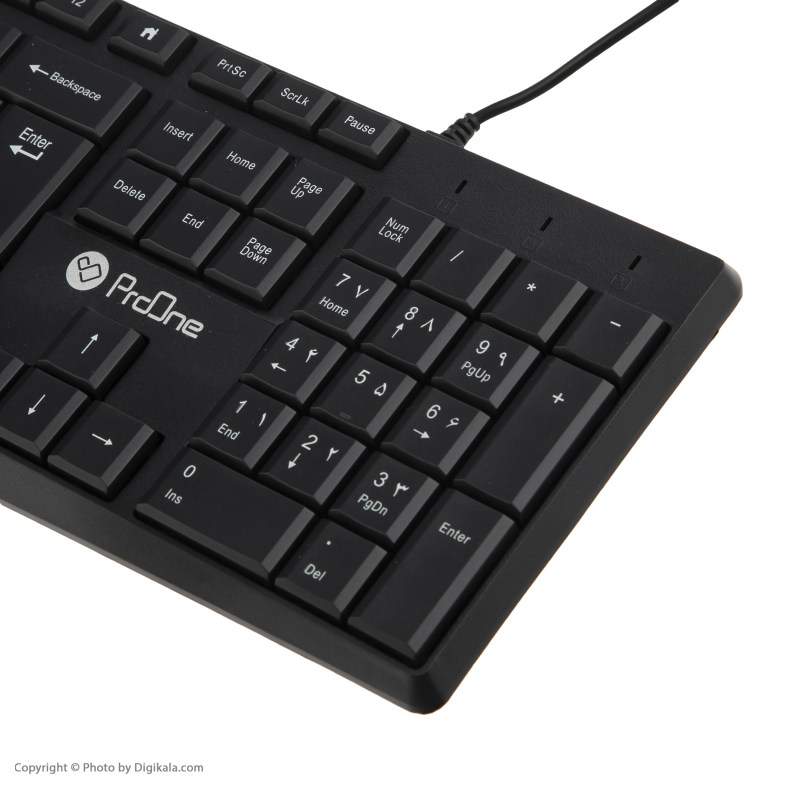 12
PrtSc
ScrLk
Pause
← Backspace
Insert
Home
Page
Up
Enter
Delete
End
Page
Down
Num
Lock
/
*
-
ProOne
7 ۷
Home
8 ۸
↑
9 ۹
PgUp
+
↑
4 ۴
←
5 ۵
6 ۶
→
↓
→
1 ۱
End
2 ۲
↓
3 ۳
PgDn
Enter
0
Ins
.
Del
Copyright © Photo by Digikala.com